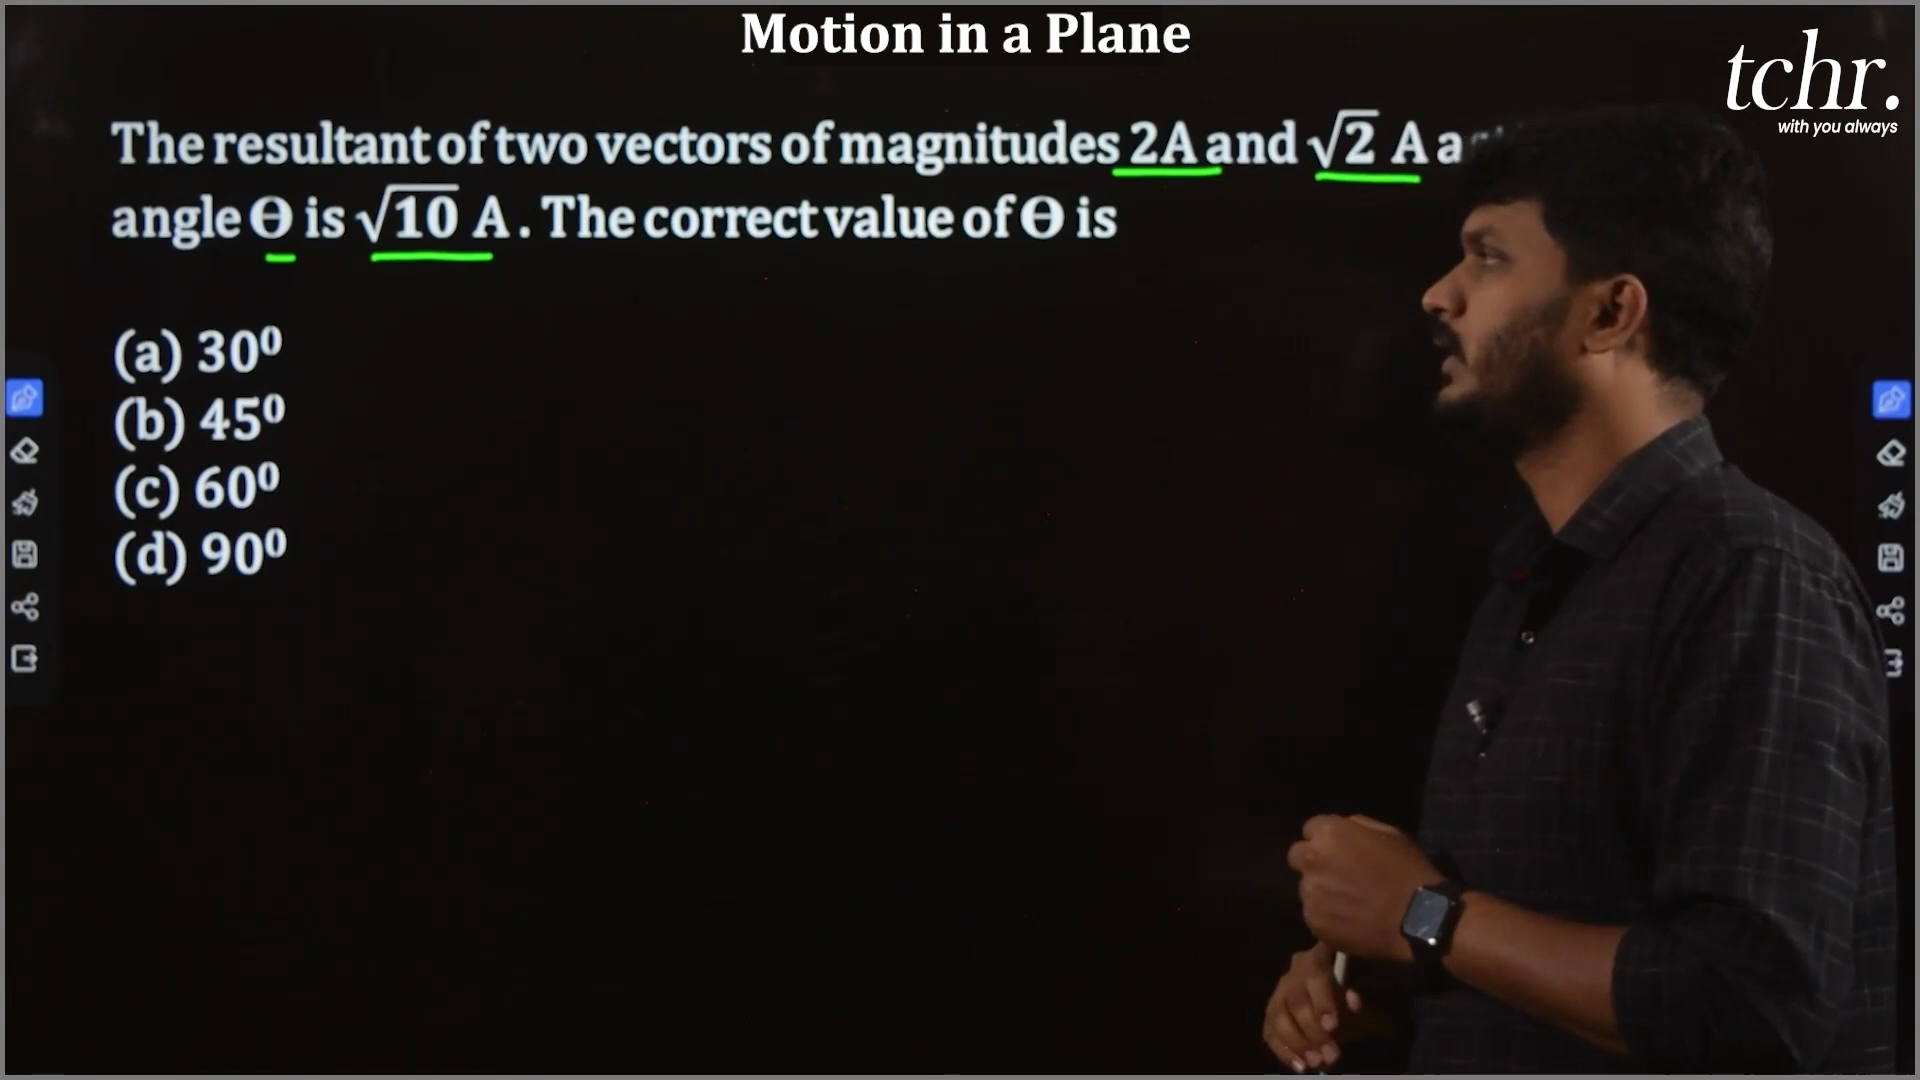 Motion in a Plane
tchr.
with you always
The resultant of two vectors of magnitudes 2A and √2 A
angle Θ is √10 A. The correct value of Θ is
(a) 30⁰
(b) 45⁰
(c) 60⁰
(d) 90⁰